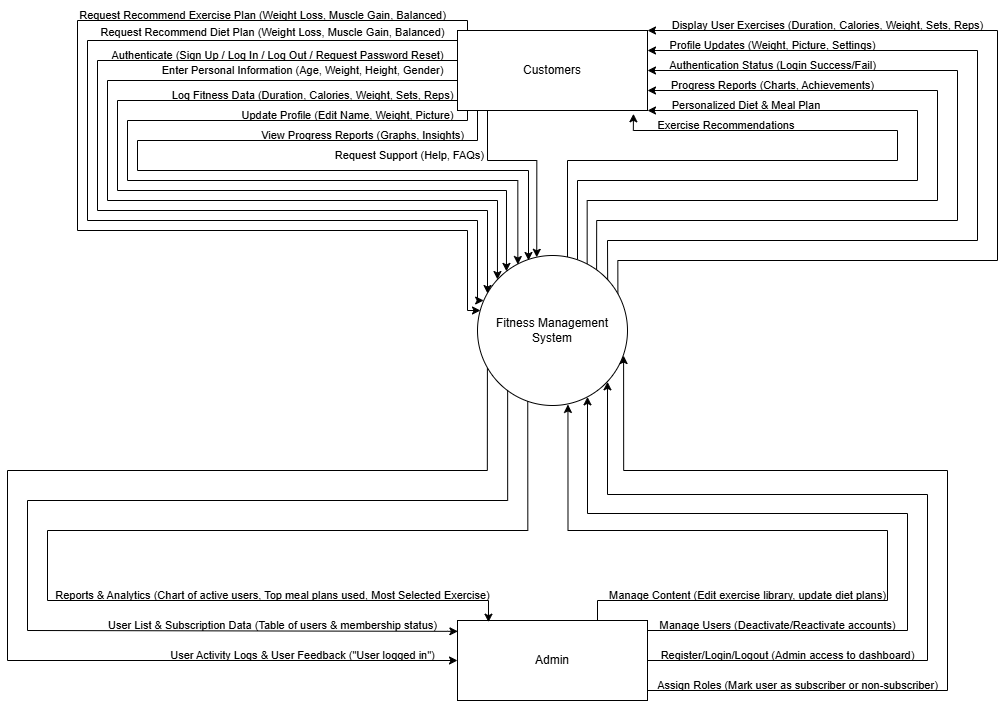 Request Recommend Exercise Plan (Weight Loss, Muscle Gain, Balanced)
Request Recommend Diet Plan (Weight Loss, Muscle Gain, Balanced)
Authenticate (Sign Up / Log In / Log Out / Request Password Reset)
Enter Personal Information (Age, Weight, Height, Gender)
Log Fitness Data (Duration, Calories, Weight, Sets, Reps)
Update Profile (Edit Name, Weight, Picture)
View Progress Reports (Graphs, Insights)
Request Support (Help, FAQs)
Customers
Display User Exercises (Duration, Calories, Weight, Sets, Reps)
Profile Updates (Weight, Picture, Settings)
Authentication Status (Login Success/Fail)
Progress Reports (Charts, Achievements)
Personalized Diet & Meal Plan
Exercise Recommendations
Fitness Management
System
Reports & Analytics (Chart of active users, Top meal plans used, Most Selected Exercise)
User List & Subscription Data (Table of users & membership status)
User Activity Logs & User Feedback ("User logged in")
Admin
Manage Content (Edit exercise library, update diet plans)
Manage Users (Deactivate/Reactivate accounts)
Register/Login/Logout (Admin access to dashboard)
Assign Roles (Mark user as subscriber or non-subscriber)